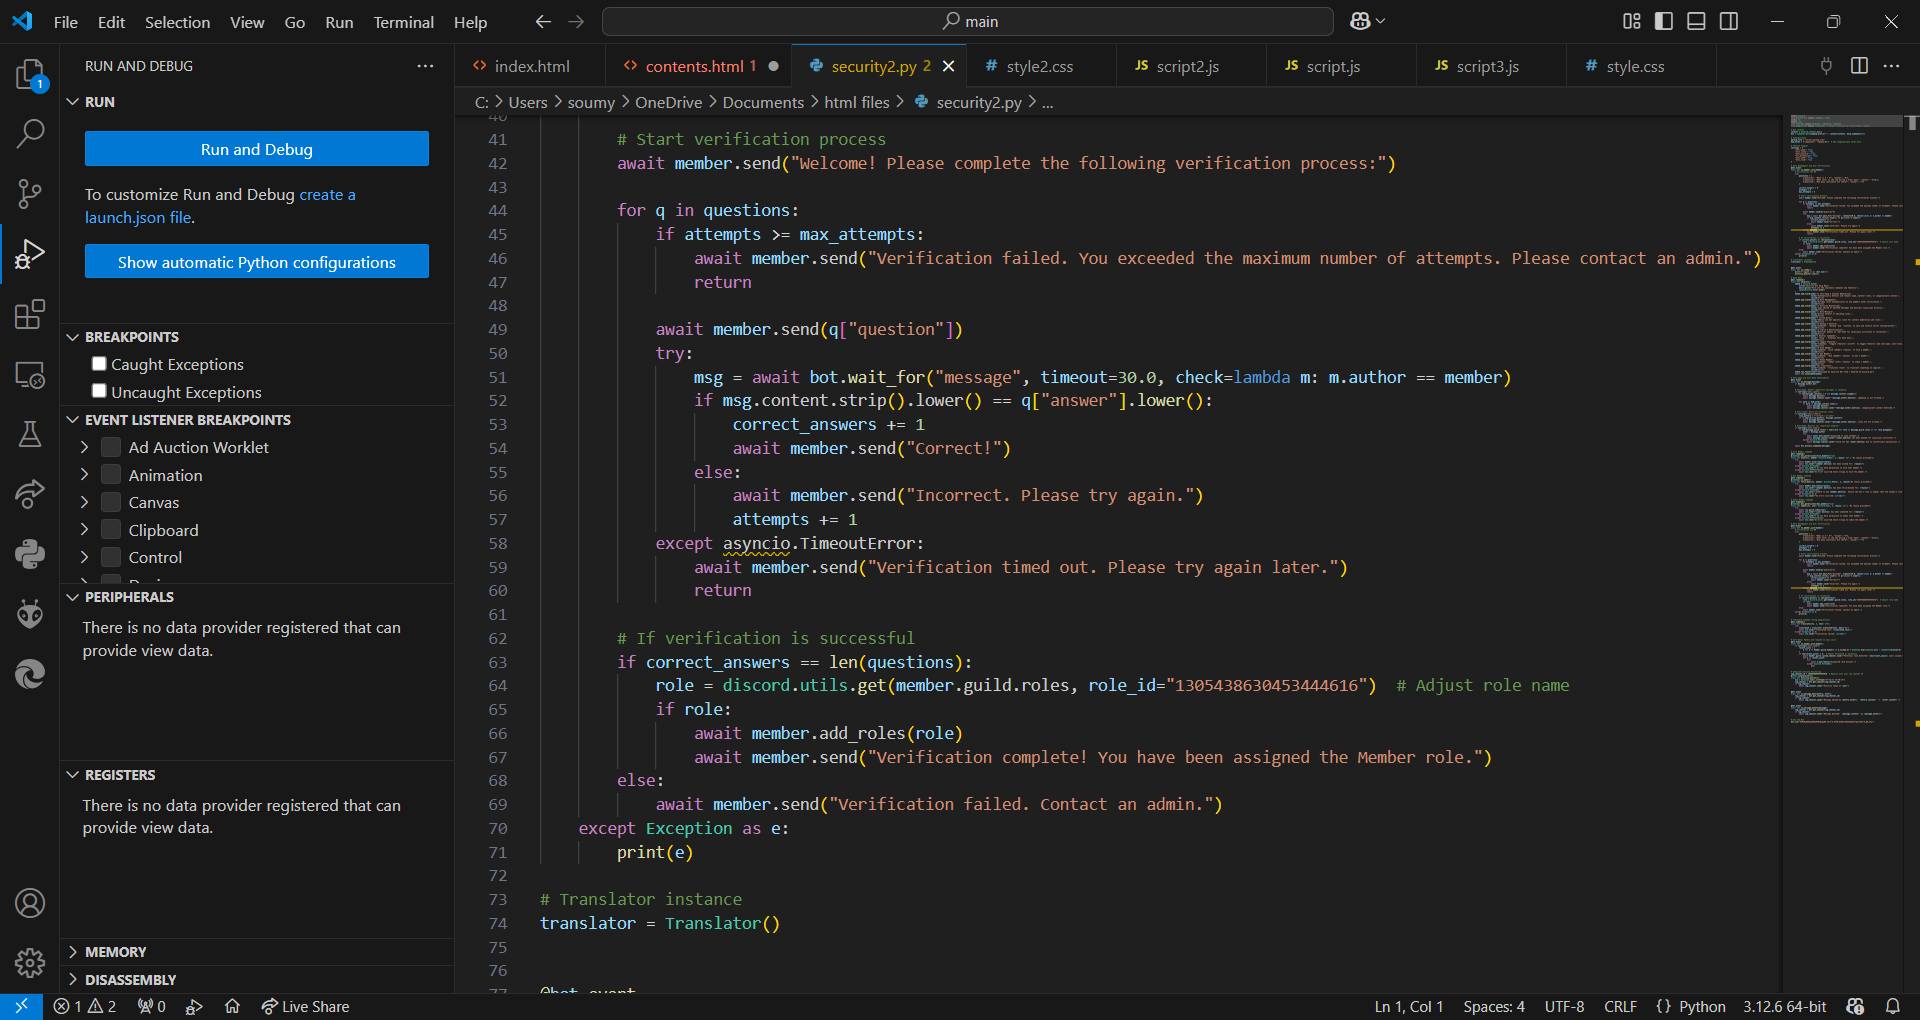 File Edit Selection View Go Run Terminal Help
main
RUN AND DEBUG
index.html
contents.html 1
security2.py 2
style2.css
JS script2.js
JS script.js
JS script3.js
style.css
1
RUN
C: > Users > soumy > OneDrive > Documents > html files > security2.py > ...
Run and Debug
To customize Run and Debug create a
launch.json file.
Show automatic Python configurations
BREAKPOINTS
Caught Exceptions
Uncaught Exceptions
EVENT LISTENER BREAKPOINTS
Ad Auction Worklet
Animation
Canvas
Clipboard
Control
PERIPHERALS
There is no data provider registered that can
provide view data.
REGISTERS
There is no data provider registered that can
provide view data.
MEMORY
DISASSEMBLY
40
41 # Start verification process
42 await member.send("Welcome! Please complete the following verification process:")
43
44 for q in questions:
45 if attempts >= max_attempts:
46 await member.send("Verification failed. You exceeded the maximum number of attempts. Please contact an admin.")
47 return
48
49 await member.send(q["question"])
50 try:
51 msg = await bot.wait_for("message", timeout=30.0, check=lambda m: m.author == member)
52 if msg.content.strip().lower() == q["answer"].lower():
53 correct_answers += 1
54 await member.send("Correct!")
55 else:
56 await member.send("Incorrect. Please try again.")
57 attempts += 1
58 except asyncio.TimeoutError:
59 await member.send("Verification timed out. Please try again later.")
60 return
61
62 # If verification is successful
63 if correct_answers == len(questions):
64 role = discord.utils.get(member.guild.roles, role_id="1305438630453444616") # Adjust role name
65 if role:
66 await member.add_roles(role)
67 await member.send("Verification complete! You have been assigned the Member role.")
68 else:
69 await member.send("Verification failed. Contact an admin.")
70 except Exception as e:
71 print(e)
72
73 # Translator instance
74 translator = Translator()
75
76
77 @bot.event
1 2 0 Live Share
Ln 1, Col 1 Spaces: 4 UTF-8 CRLF {} Python 3.12.6 64-bit